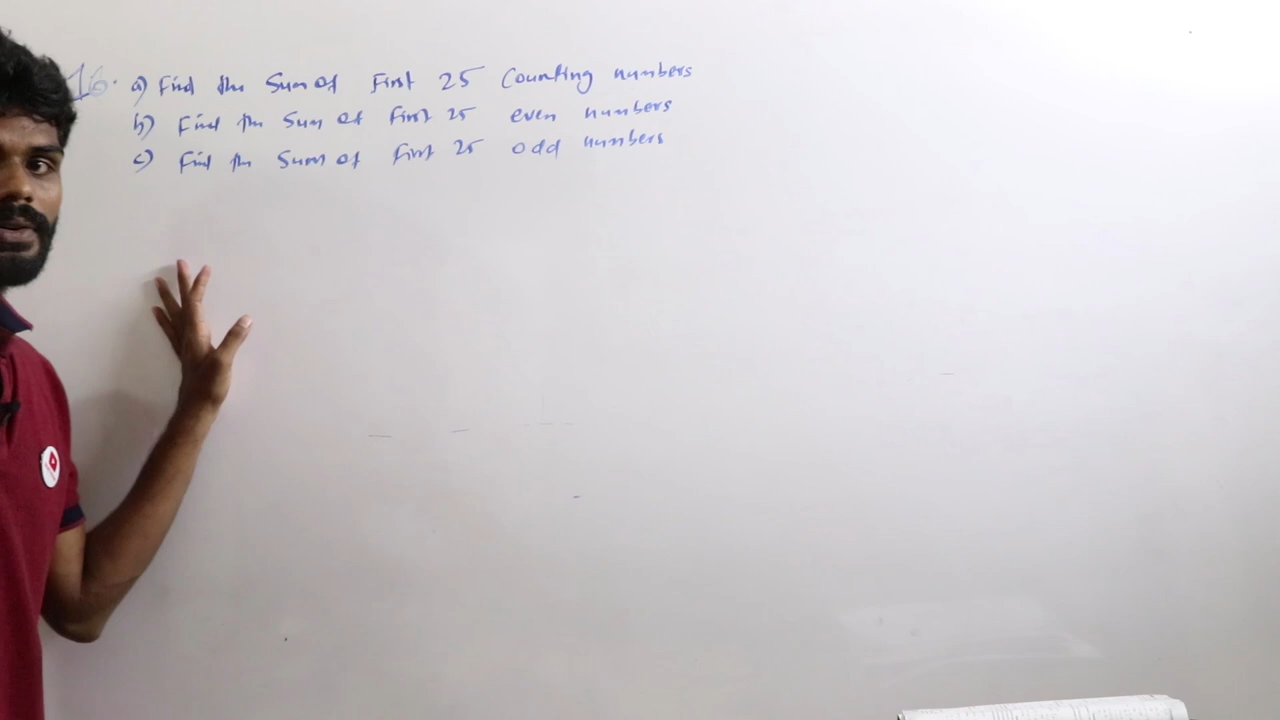 16. a) Find the Sum of First 25 Counting numbers
b) Find the Sum of first 25 even numbers
c) Find the Sum of first 25 odd numbers